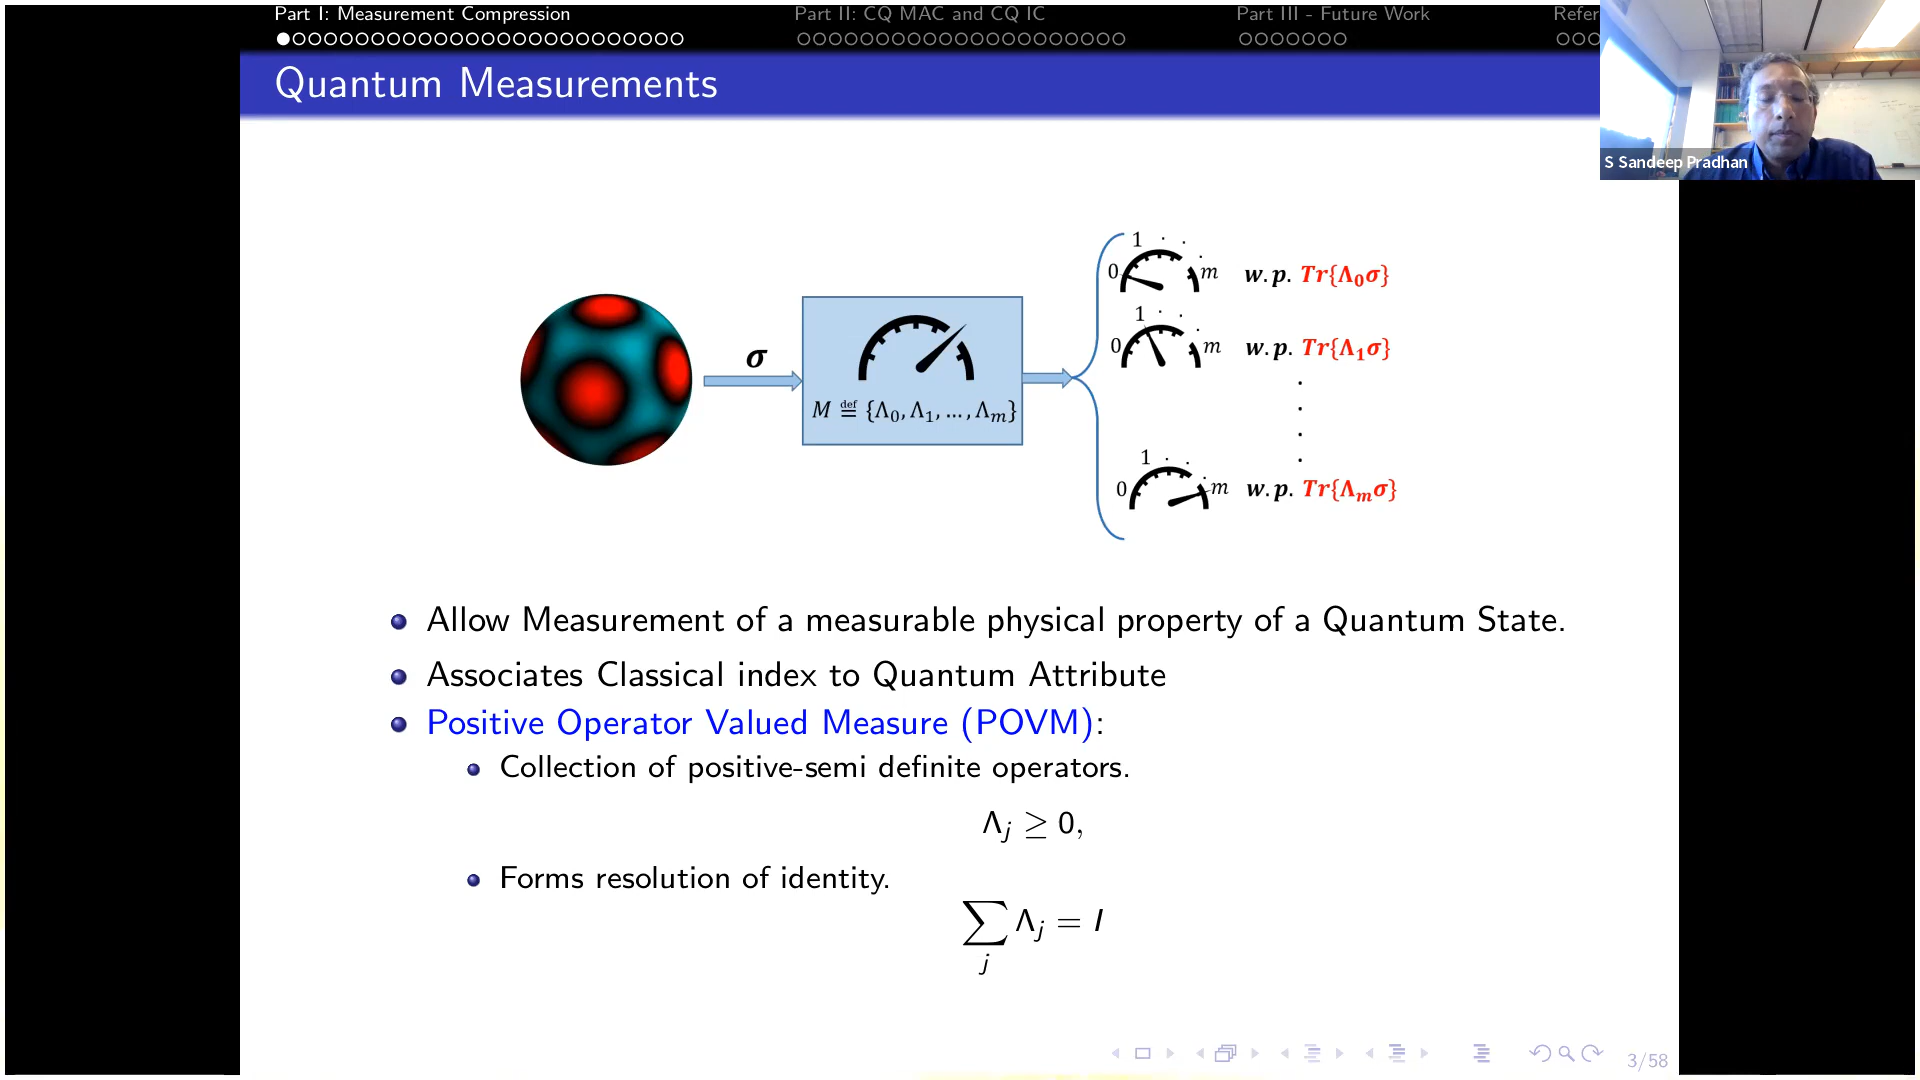 Part I: Measurement Compression Part II: CQ MAC and CQ IC Part III - Future Work Refer
Quantum Measurements
S Sandeep Pradhan
σ
M ≝ {Λ₀, Λ₁, …, Λₘ}
1 . .
0 . m w.p. Tr{Λ₀σ}
1 . .
0 . m w.p. Tr{Λ₁σ}
.
.
.
.
1 . .
0 . m w.p. Tr{Λₘσ}
Allow Measurement of a measurable physical property of a Quantum State.
Associates Classical index to Quantum Attribute
Positive Operator Valued Measure (POVM):
Collection of positive-semi definite operators.
Λⱼ ≥ 0,
Forms resolution of identity.
∑ Λⱼ = I
j
3/58